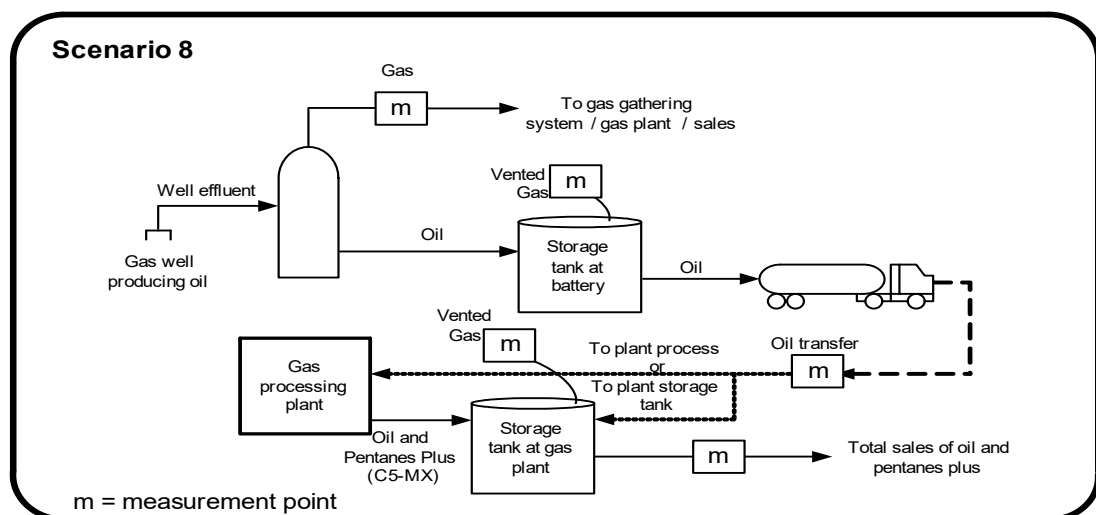 Scenario 8
Gas
m
To gas gathering
system / gas plant / sales
Well effluent
Gas well
producing oil
Oil
Vented
Gas
m
Storage
tank at
battery
Oil
Vented
Gas
m
Oil transfer
m
To plant process
or
To plant storage
tank
Gas
processing
plant
Oil and
Pentanes Plus
(C5-MX)
Storage
tank at gas
plant
m
Total sales of oil and
pentanes plus
m = measurement point